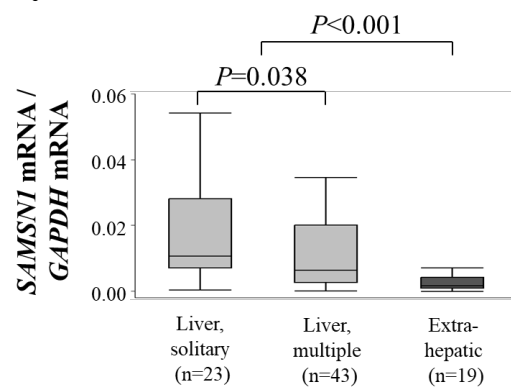 P<0.001
P=0.038
SAMSN1 mRNA /
GAPDH mRNA
0.06
0.04
0.02
0.00
Liver,
solitary
(n=23)
Liver,
multiple
(n=43)
Extra-
hepatic
(n=19)